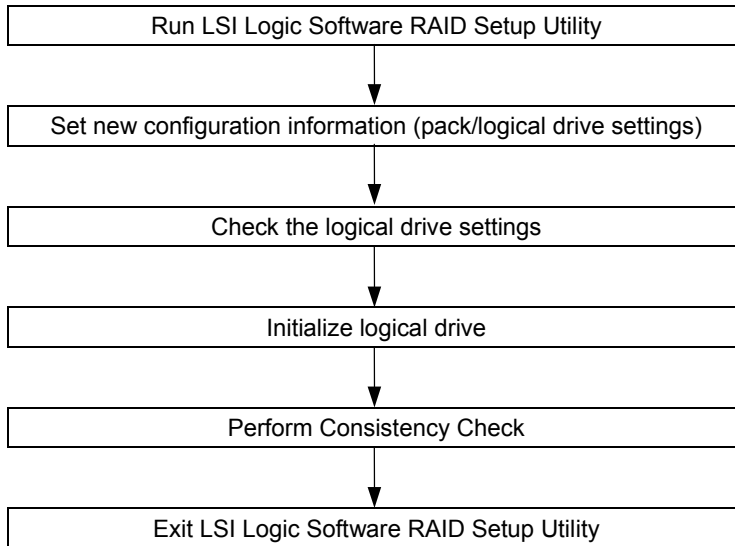 Run LSI Logic Software RAID Setup Utility
Set new configuration information (pack/logical drive settings)
Check the logical drive settings
Initialize logical drive
Perform Consistency Check
Exit LSI Logic Software RAID Setup Utility